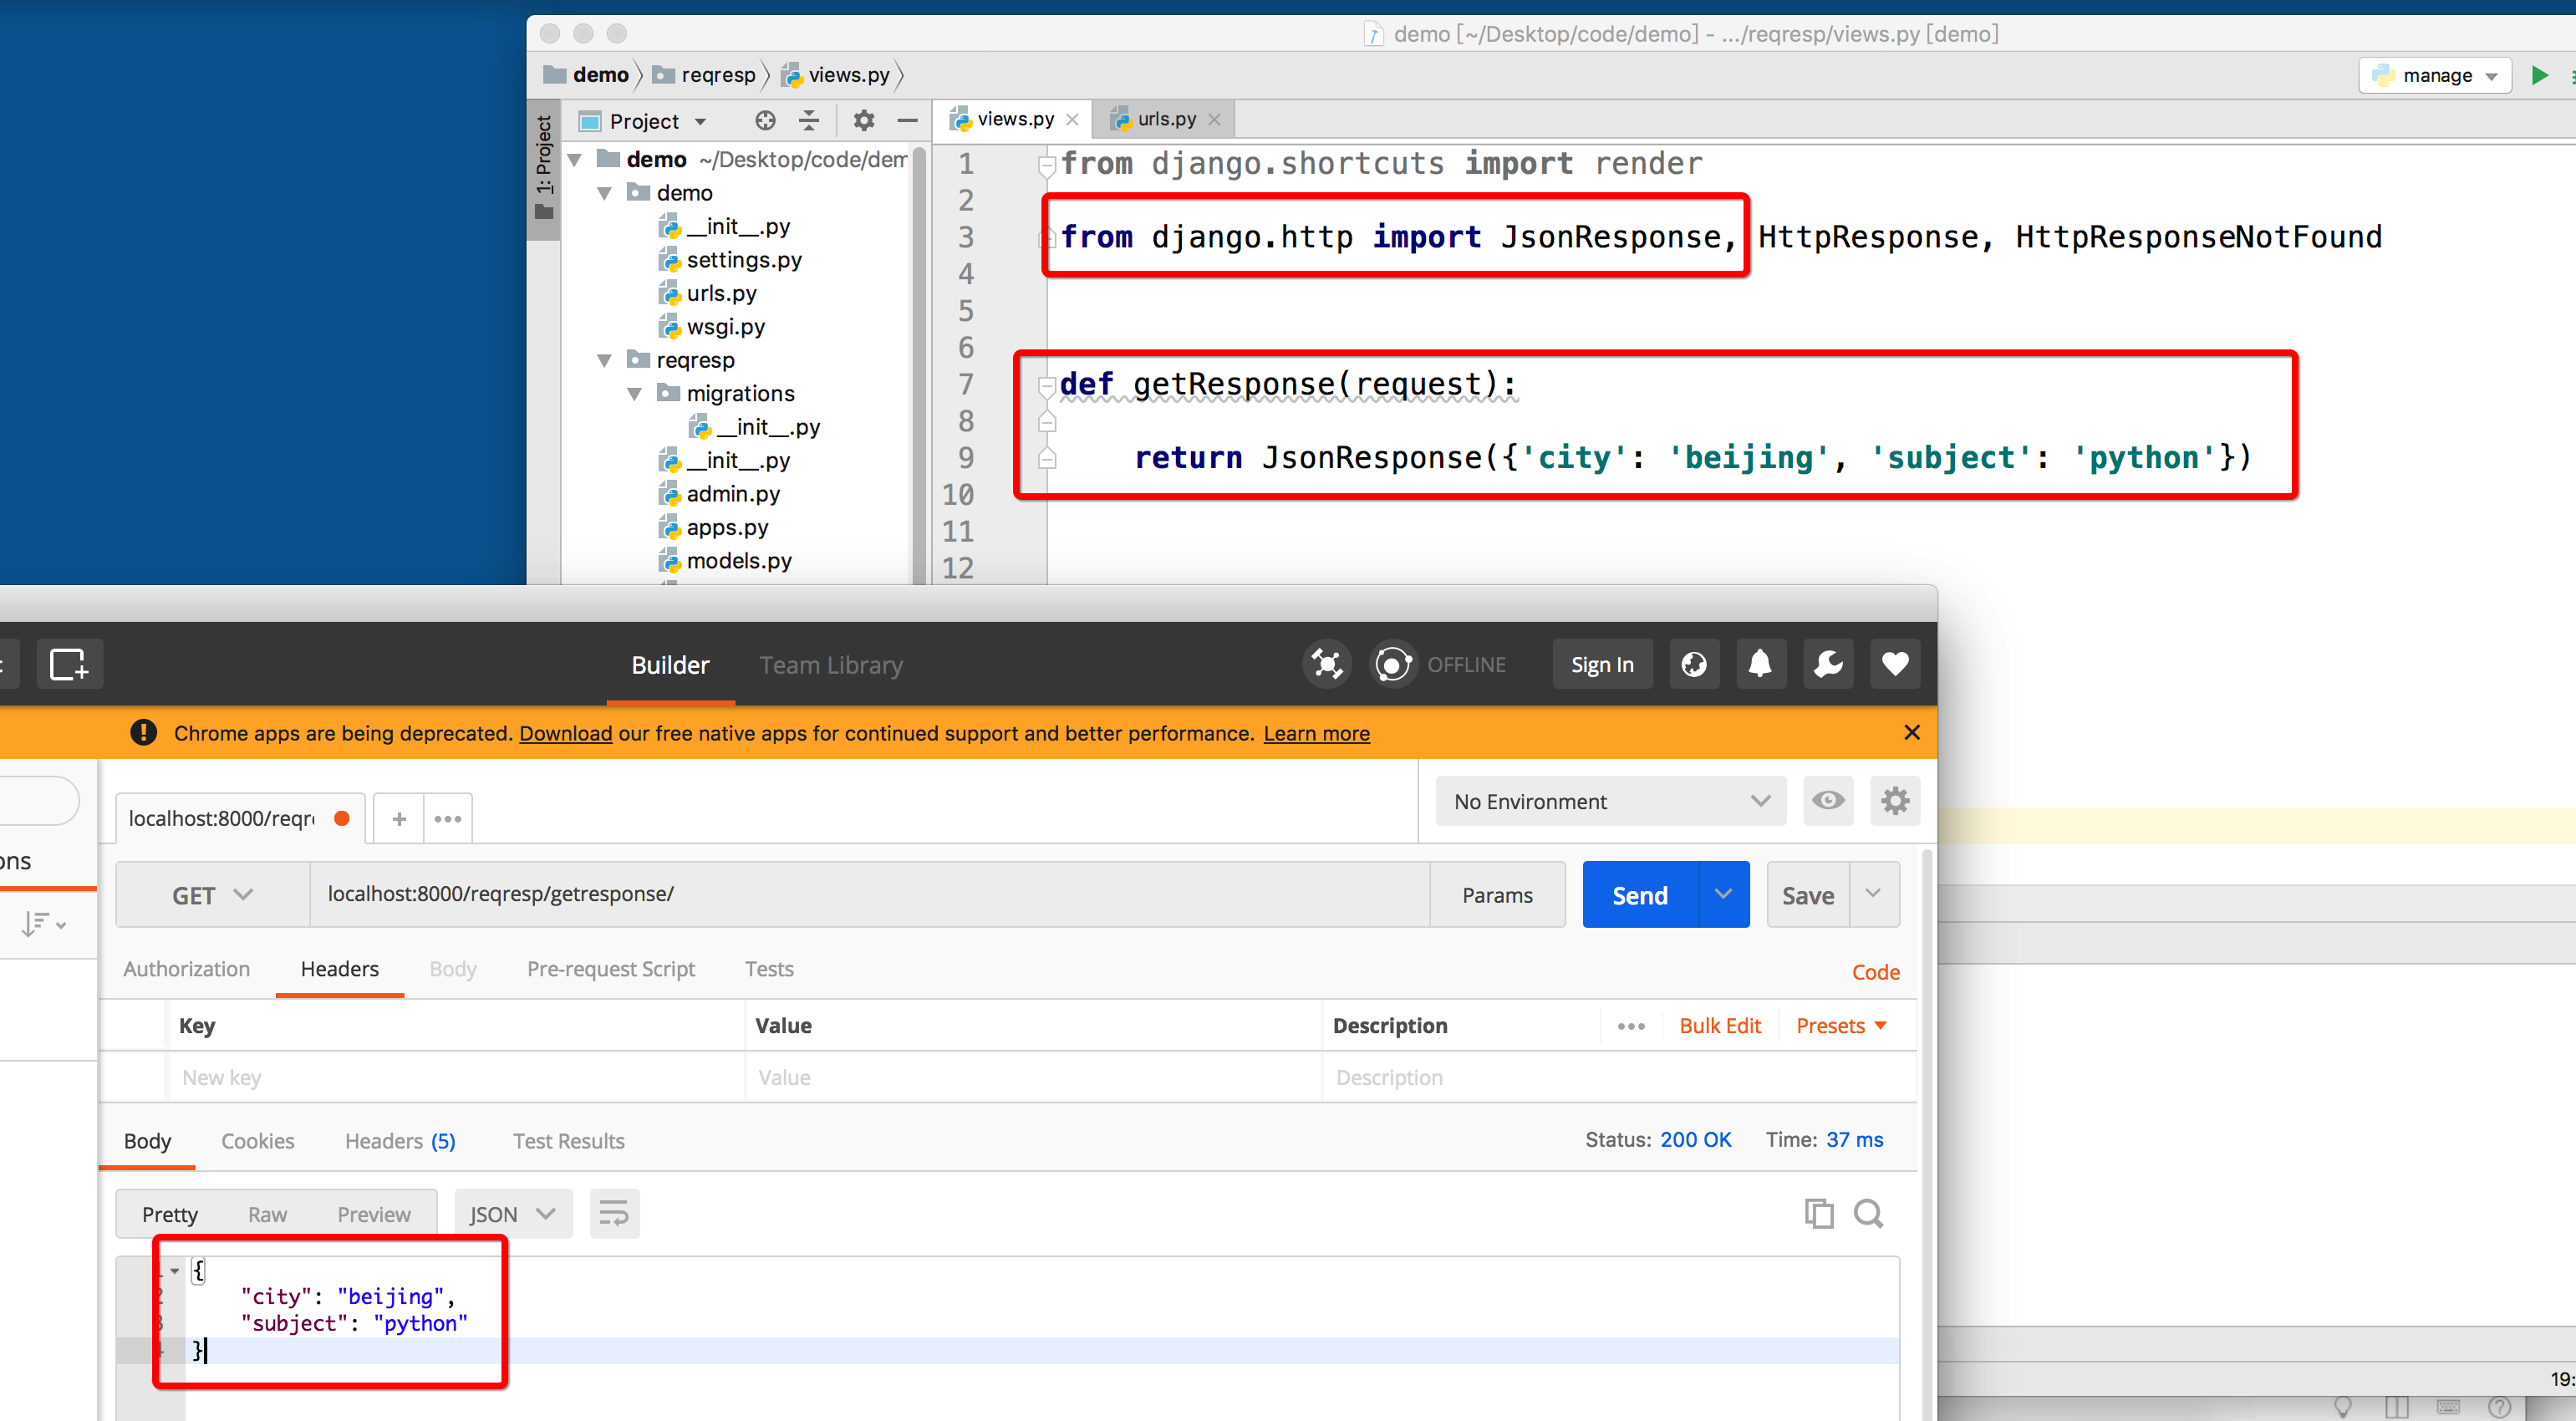 demo [~/Desktop/code/demo] - .../reqresp/views.py [demo]
demo reqresp views.py manage
1: Project
Project
views.py urls.py
demo ~/Desktop/code/dem
demo
__init__.py
settings.py
urls.py
wsgi.py
reqresp
migrations
__init__.py
__init__.py
admin.py
apps.py
models.py
1 from django.shortcuts import render
2
3 from django.http import JsonResponse, HttpResponse, HttpResponseNotFound
4
5
6
7 def getResponse(request):
8
9 return JsonResponse({'city': 'beijing', 'subject': 'python'})
10
11
12
Builder Team Library OFFLINE Sign In
Chrome apps are being deprecated. Download our free native apps for continued support and better performance. Learn more
localhost:8000/reqr + ••• No Environment
ons
GET localhost:8000/reqresp/getresponse/ Params Send Save
Authorization Headers Body Pre-request Script Tests Code
Key Value Description ••• Bulk Edit Presets
New key Value Description
Body Cookies Headers (5) Test Results Status: 200 OK Time: 37 ms
Pretty Raw Preview JSON
{
"city": "beijing",
"subject": "python"
}
19: